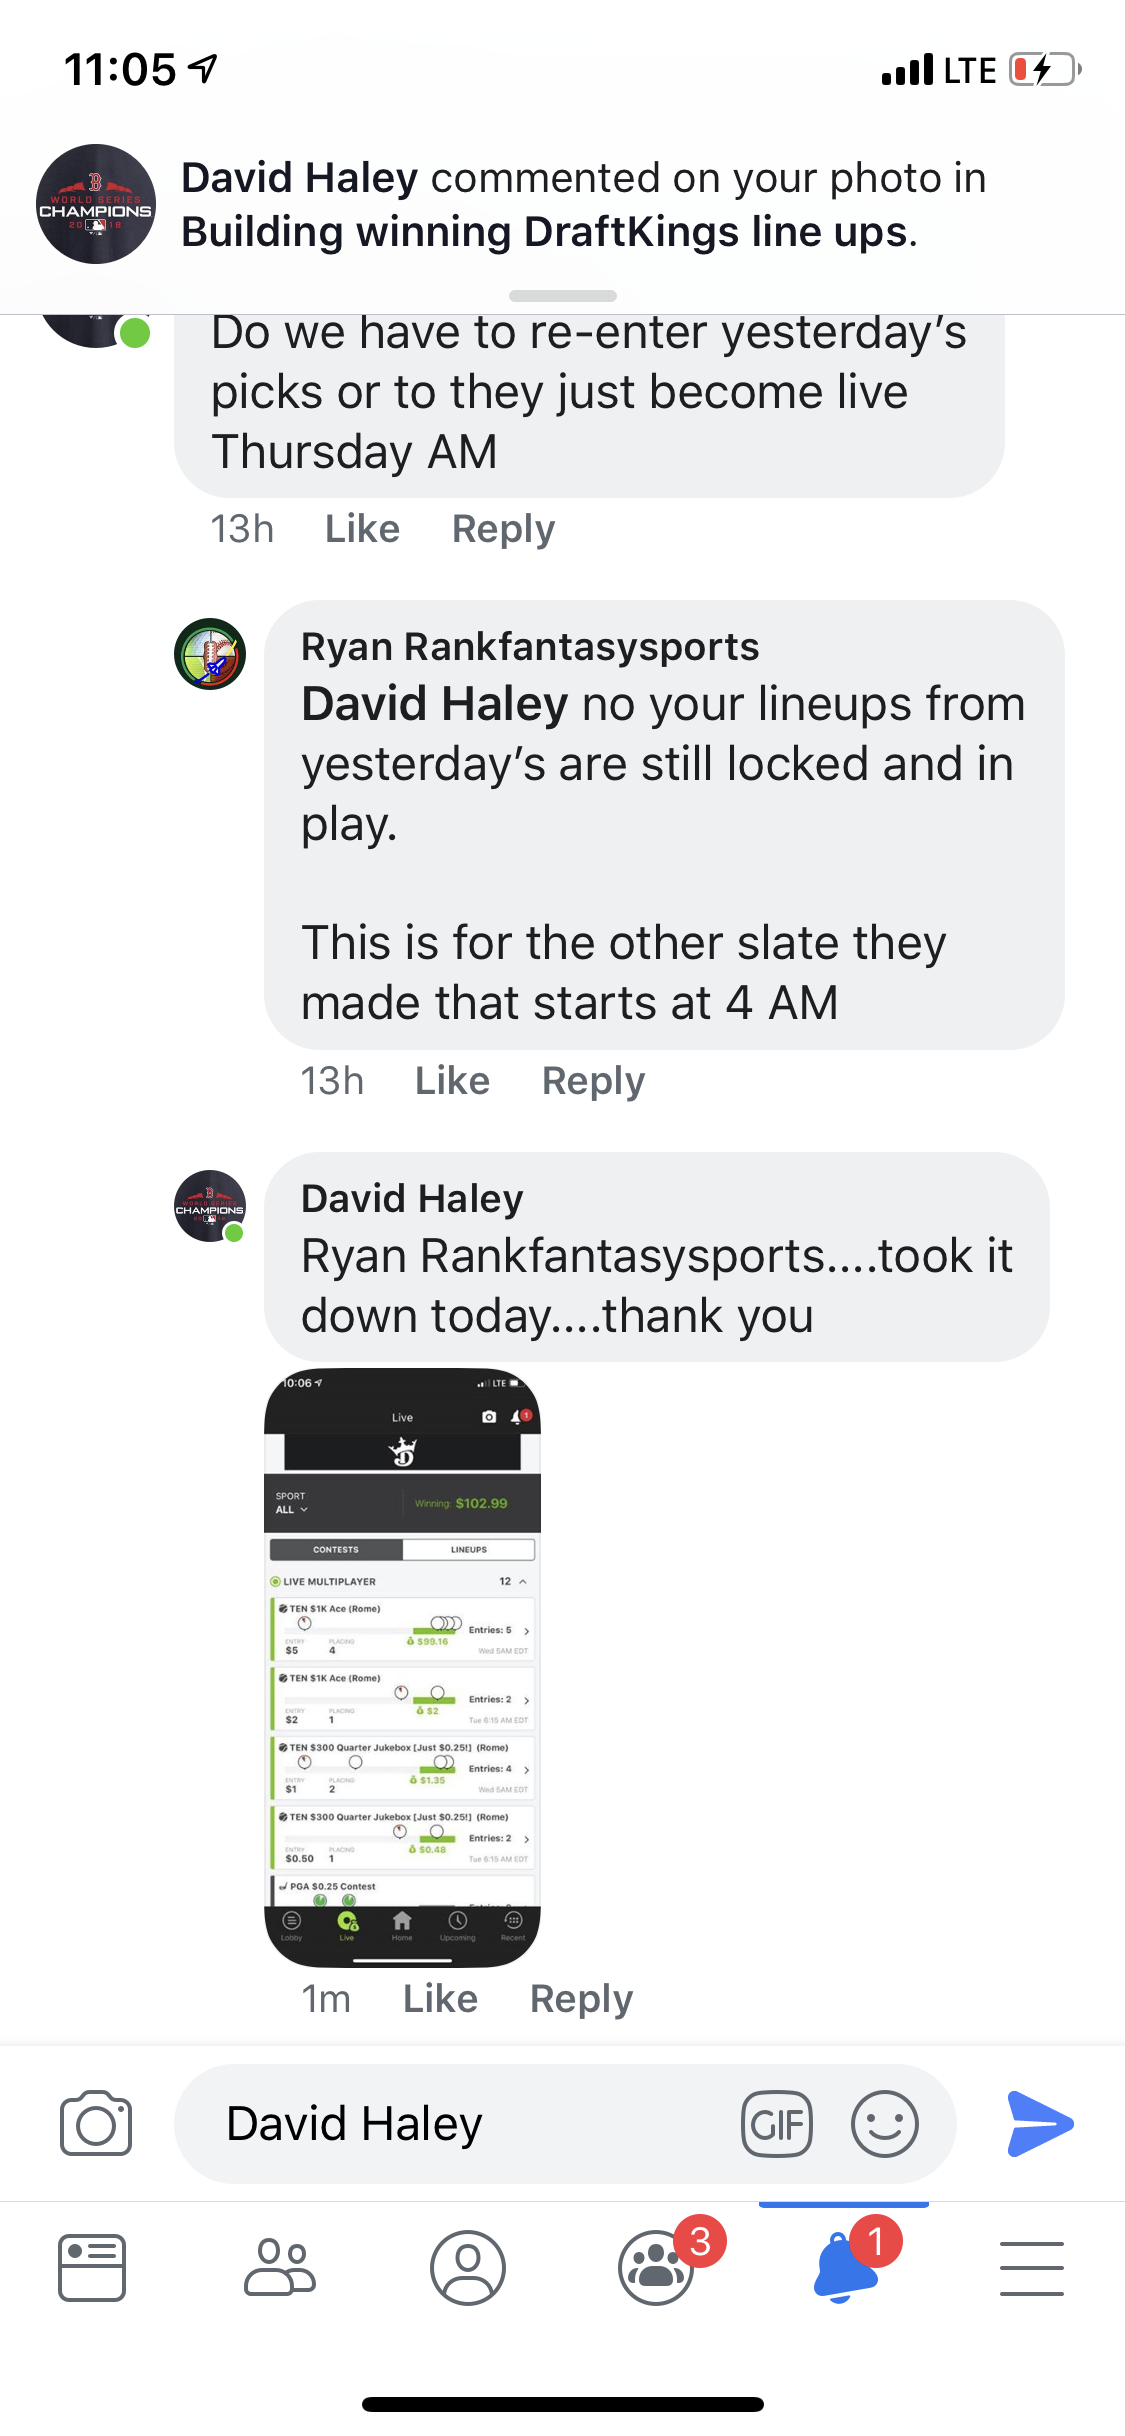 11:05
LTE
David Haley commented on your photo in
Building winning DraftKings line ups.
WORLD SERIES
CHAMPIONS
2018
Do we have to re-enter yesterday's
picks or to they just become live
Thursday AM
13h Like Reply
Ryan Rankfantasysports
David Haley no your lineups from
yesterday's are still locked and in
play.
This is for the other slate they
made that starts at 4 AM
13h Like Reply
CHAMPIONS
David Haley
Ryan Rankfantasysports....took it
down today....thank you
10:06 LTE
Live
1
SPORT
ALL
Winning: $102.99
CONTESTS LINEUPS
LIVE MULTIPLAYER 12
TEN $1K Ace (Rome)
Entries: 5
ENTRY PLACING $99.16
$5 4 Wed 5AM EDT
TEN $1K Ace (Rome)
Entries: 2
ENTRY PLACING $2
$2 1 Tue 6:15 AM EDT
TEN $300 Quarter Jukebox [Just $0.25!] (Rome)
Entries: 4
ENTRY PLACING $1.35
$1 2 Wed 5AM EDT
TEN $300 Quarter Jukebox [Just $0.25!] (Rome)
Entries: 2
ENTRY PLACING $0.48
$0.50 1 Tue 6:15 AM EDT
PGA $0.25 Contest
Lobby Live Home Upcoming Recent
1m Like Reply
David Haley
GIF
3
1